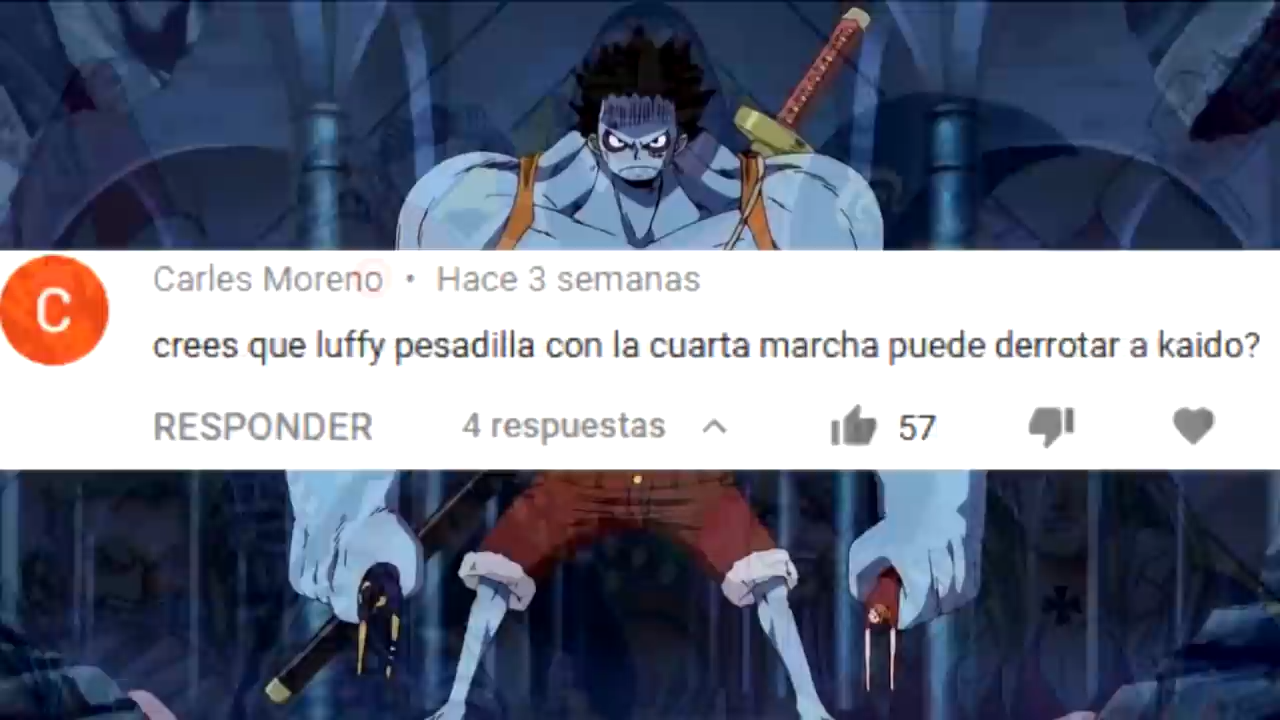 C
Carles Moreno • Hace 3 semanas
crees que luffy pesadilla con la cuarta marcha puede derrotar a kaido?
RESPONDER 4 respuestas 57